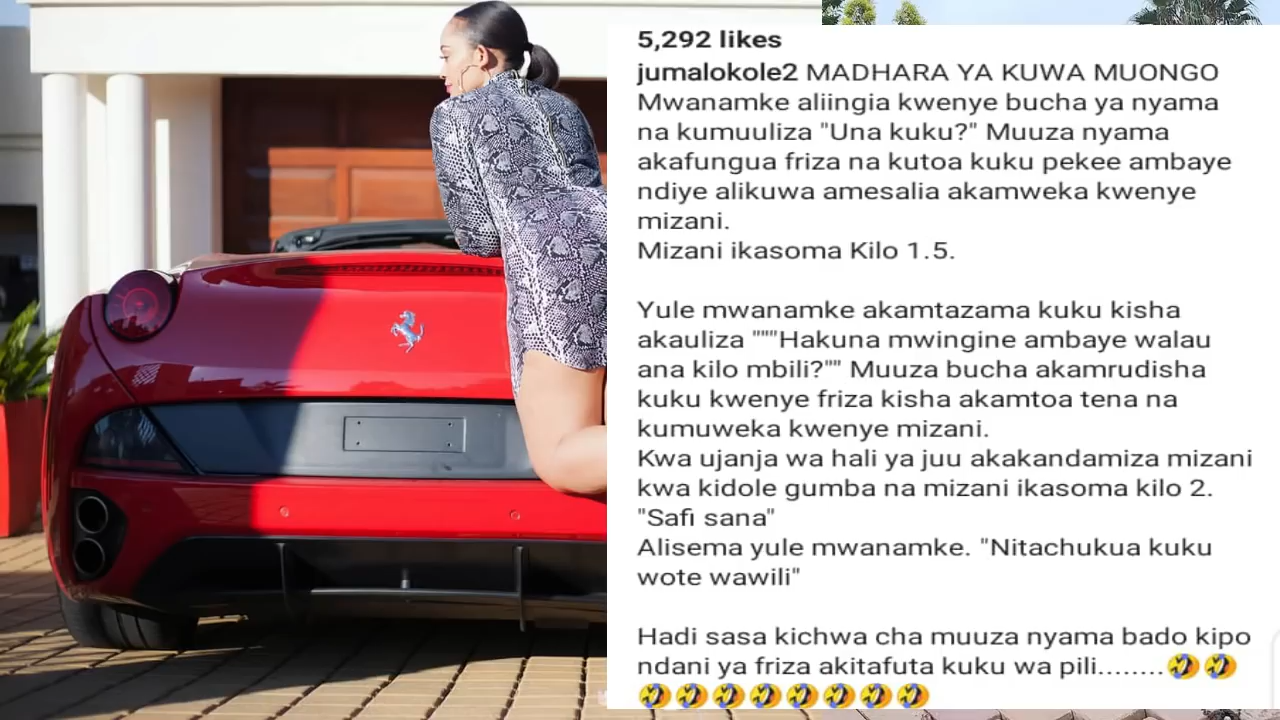 5,292 likes
jumalokole2 MADHARA YA KUWA MUONGO
Mwanamke aliingia kwenye bucha ya nyama
na kumuuliza "Una kuku?" Muuza nyama
akafungua friza na kutoa kuku pekee ambaye
ndiye alikuwa amesalia akamweka kwenye
mizani.
Mizani ikasoma Kilo 1.5.
Yule mwanamke akamtazama kuku kisha
akauliza """Hakuna mwingine ambaye walau
ana kilo mbili?"" Muuza bucha akamrudisha
kuku kwenye friza kisha akamtoa tena na
kumuweka kwenye mizani.
Kwa ujanja wa hali ya juu akakandamiza mizani
kwa kidole gumba na mizani ikasoma kilo 2.
"Safi sana"
Alisema yule mwanamke. "Nitachukua kuku
wote wawili"
Hadi sasa kichwa cha muuza nyama bado kipo
ndani ya friza akitafuta kuku wa pili........🤣🤣
🤣🤣🤣🤣🤣🤣🤣🤣